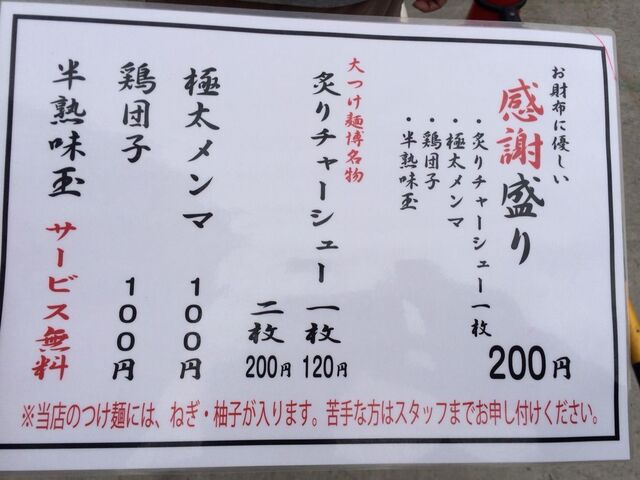 お財布に優しい
感謝盛り 200円
・炙りチャーシュー一枚
・極太メンマ
・鶏団子
・半熟味玉
大つけ麺博名物
炙りチャーシュー 一枚 120円
二枚 200円
極太メンマ 100円
鶏団子 100円
半熟味玉 サービス無料
※当店のつけ麺には、ねぎ・柚子が入ります。苦手な方はスタッフまでお申し付けください。